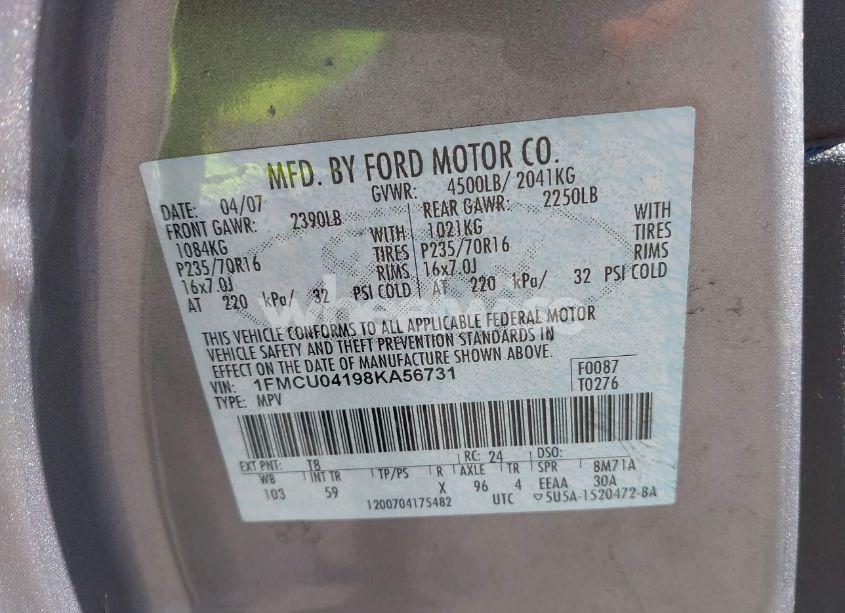 MFD. BY FORD MOTOR CO.
DATE: 04/07 GVWR: 4500LB/ 2041KG
FRONT GAWR: 2390LB REAR GAWR: 2250LB
1084KG WITH 1021KG WITH
P235/70R16 TIRES P235/70R16 TIRES
16x7.0J RIMS 16x7.0J RIMS
AT 220 kPa/ 32 PSI COLD AT 220 kPa/ 32 PSI COLD
THIS VEHICLE CONFORMS TO ALL APPLICABLE FEDERAL MOTOR
VEHICLE SAFETY AND THEFT PREVENTION STANDARDS IN
EFFECT ON THE DATE OF MANUFACTURE SHOWN ABOVE.
VIN: 1FMCU04198KA56731 F0087
TYPE: MPV T0276
EXT PNT: T8 RC: 24 DSO:
WB INT TR TP/PS R AXLE TR SPR 8M71A
103 59 X 96 4 EEAA 30A
1200704175482 UTC 5U5A-1520472-BA